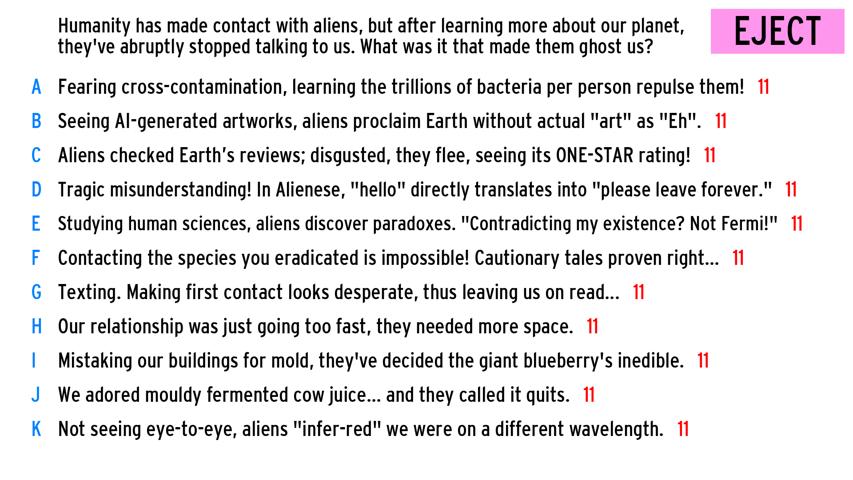 Humanity has made contact with aliens, but after learning more about our planet,
they've abruptly stopped talking to us. What was it that made them ghost us?
EJECT
A Fearing cross-contamination, learning the trillions of bacteria per person repulse them! 11
B Seeing AI-generated artworks, aliens proclaim Earth without actual "art" as "Eh". 11
C Aliens checked Earth's reviews; disgusted, they flee, seeing its ONE-STAR rating! 11
D Tragic misunderstanding! In Alienese, "hello" directly translates into "please leave forever." 11
E Studying human sciences, aliens discover paradoxes. "Contradicting my existence? Not Fermi!" 11
F Contacting the species you eradicated is impossible! Cautionary tales proven right... 11
G Texting. Making first contact looks desperate, thus leaving us on read... 11
H Our relationship was just going too fast, they needed more space. 11
I Mistaking our buildings for mold, they've decided the giant blueberry's inedible. 11
J We adored mouldy fermented cow juice... and they called it quits. 11
K Not seeing eye-to-eye, aliens "infer-red" we were on a different wavelength. 11